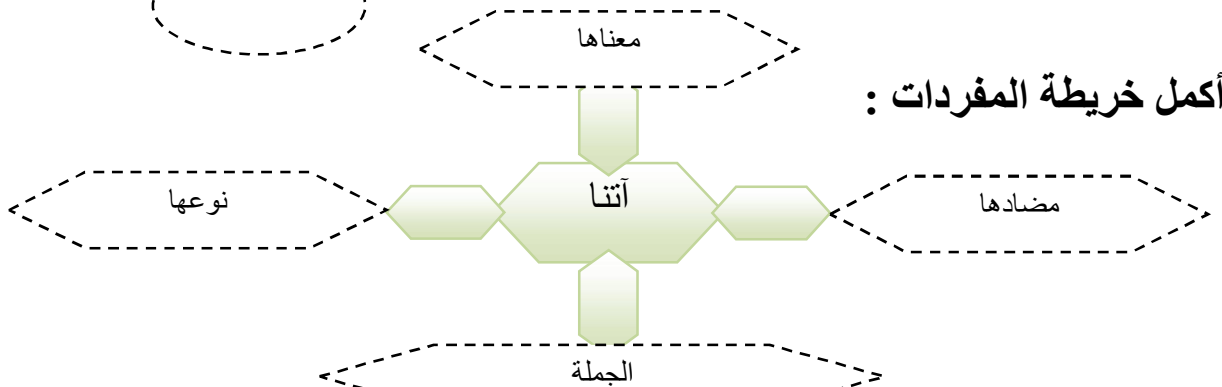 معناها
أكمل خريطة المفردات :
مضادها
آتنا
نوعها
الجملة